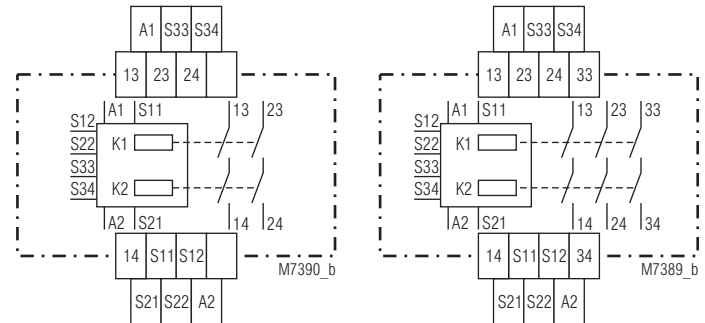 A1 S33 S34
13 23 24
A1 S11 13 23
S12
S22 K1
S33
S34 K2
A2 S21 14 24
14 S11 S12
M7390_b
S21 S22 A2
A1 S33 S34
13 23 24 33
A1 S11 13 23 33
S12
S22 K1
S33
S34 K2
A2 S21 14 24 34
14 S11 S12 34
M7389_b
S21 S22 A2